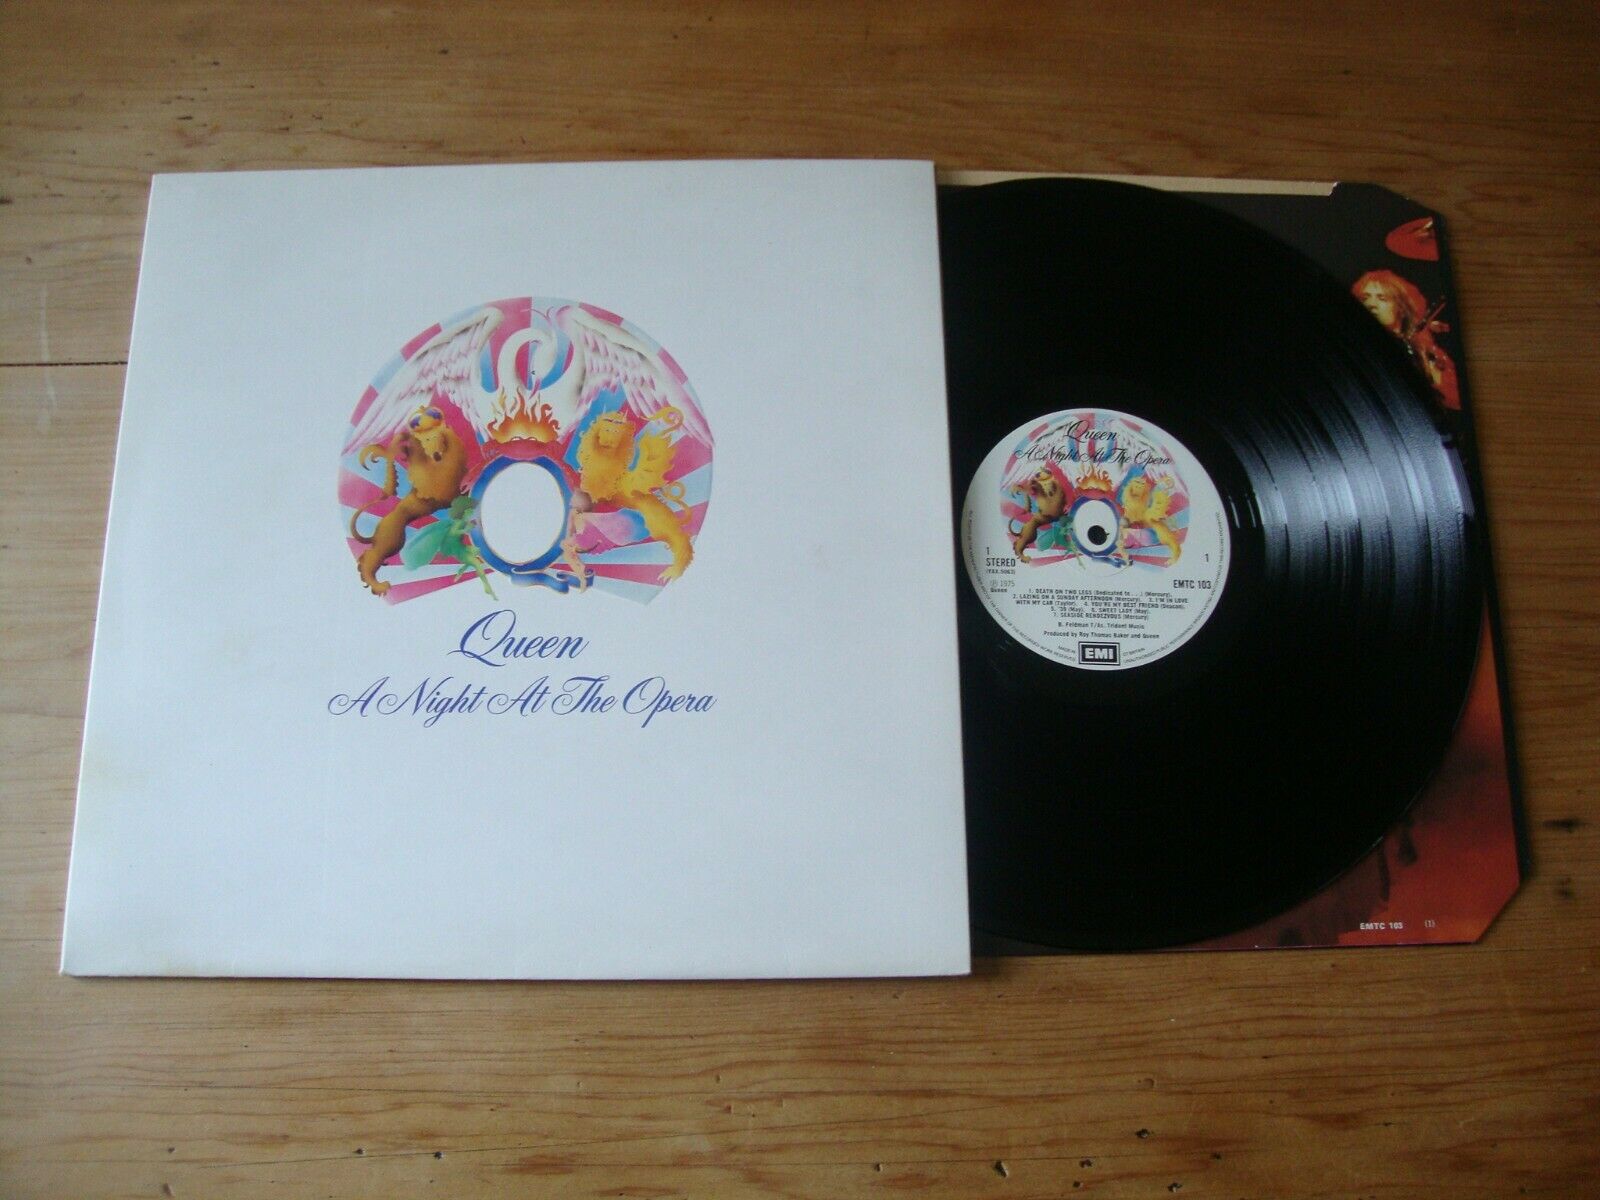 Queen
A Night At The Opera
Queen
A Night At The Opera
1
STEREO
(YAX.5063)
1
EMTC 103
℗ 1975
Queen
1. DEATH ON TWO LEGS (Dedicated to . . .) (Mercury).
2. LAZING ON A SUNDAY AFTERNOON (Mercury). 3. I'M IN LOVE
WITH MY CAR (Taylor). 4. YOU'RE MY BEST FRIEND (Deacon).
5. '39 (May). 6. SWEET LADY (May).
7. SEASIDE RENDEZVOUS (Mercury)
B. Feldman T/As. Trident Music
Produced by Roy Thomas Baker and Queen
MADE IN
EMI
GT BRITAIN
EMTC 103 (1)